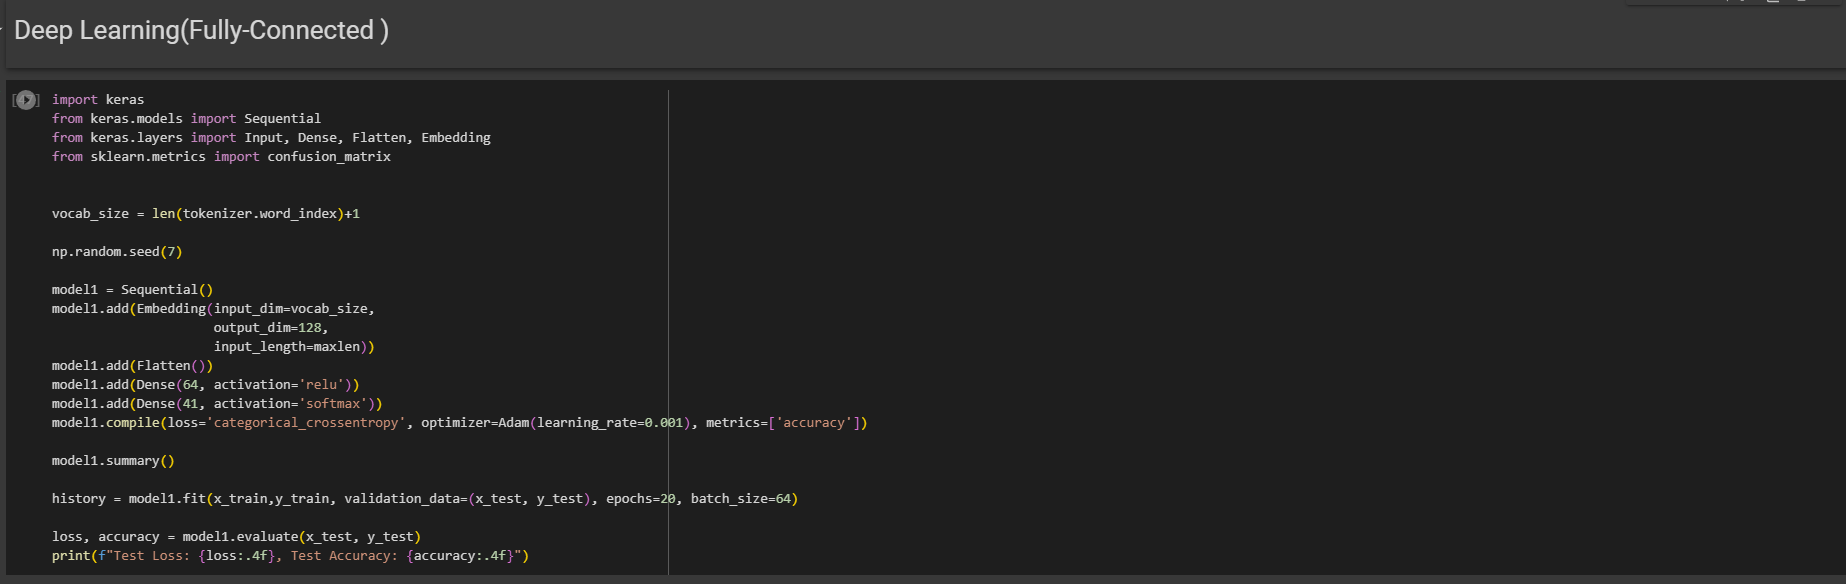 Deep Learning(Fully-Connected )
import keras
from keras.models import Sequential
from keras.layers import Input, Dense, Flatten, Embedding
from sklearn.metrics import confusion_matrix
vocab_size = len(tokenizer.word_index)+1
np.random.seed(7)
model1 = Sequential()
model1.add(Embedding(input_dim=vocab_size,
output_dim=128,
input_length=maxlen))
model1.add(Flatten())
model1.add(Dense(64, activation='relu'))
model1.add(Dense(41, activation='softmax'))
model1.compile(loss='categorical_crossentropy', optimizer=Adam(learning_rate=0.001), metrics=['accuracy'])
model1.summary()
history = model1.fit(x_train,y_train, validation_data=(x_test, y_test), epochs=20, batch_size=64)
loss, accuracy = model1.evaluate(x_test, y_test)
print(f"Test Loss: {loss:.4f}, Test Accuracy: {accuracy:.4f}")